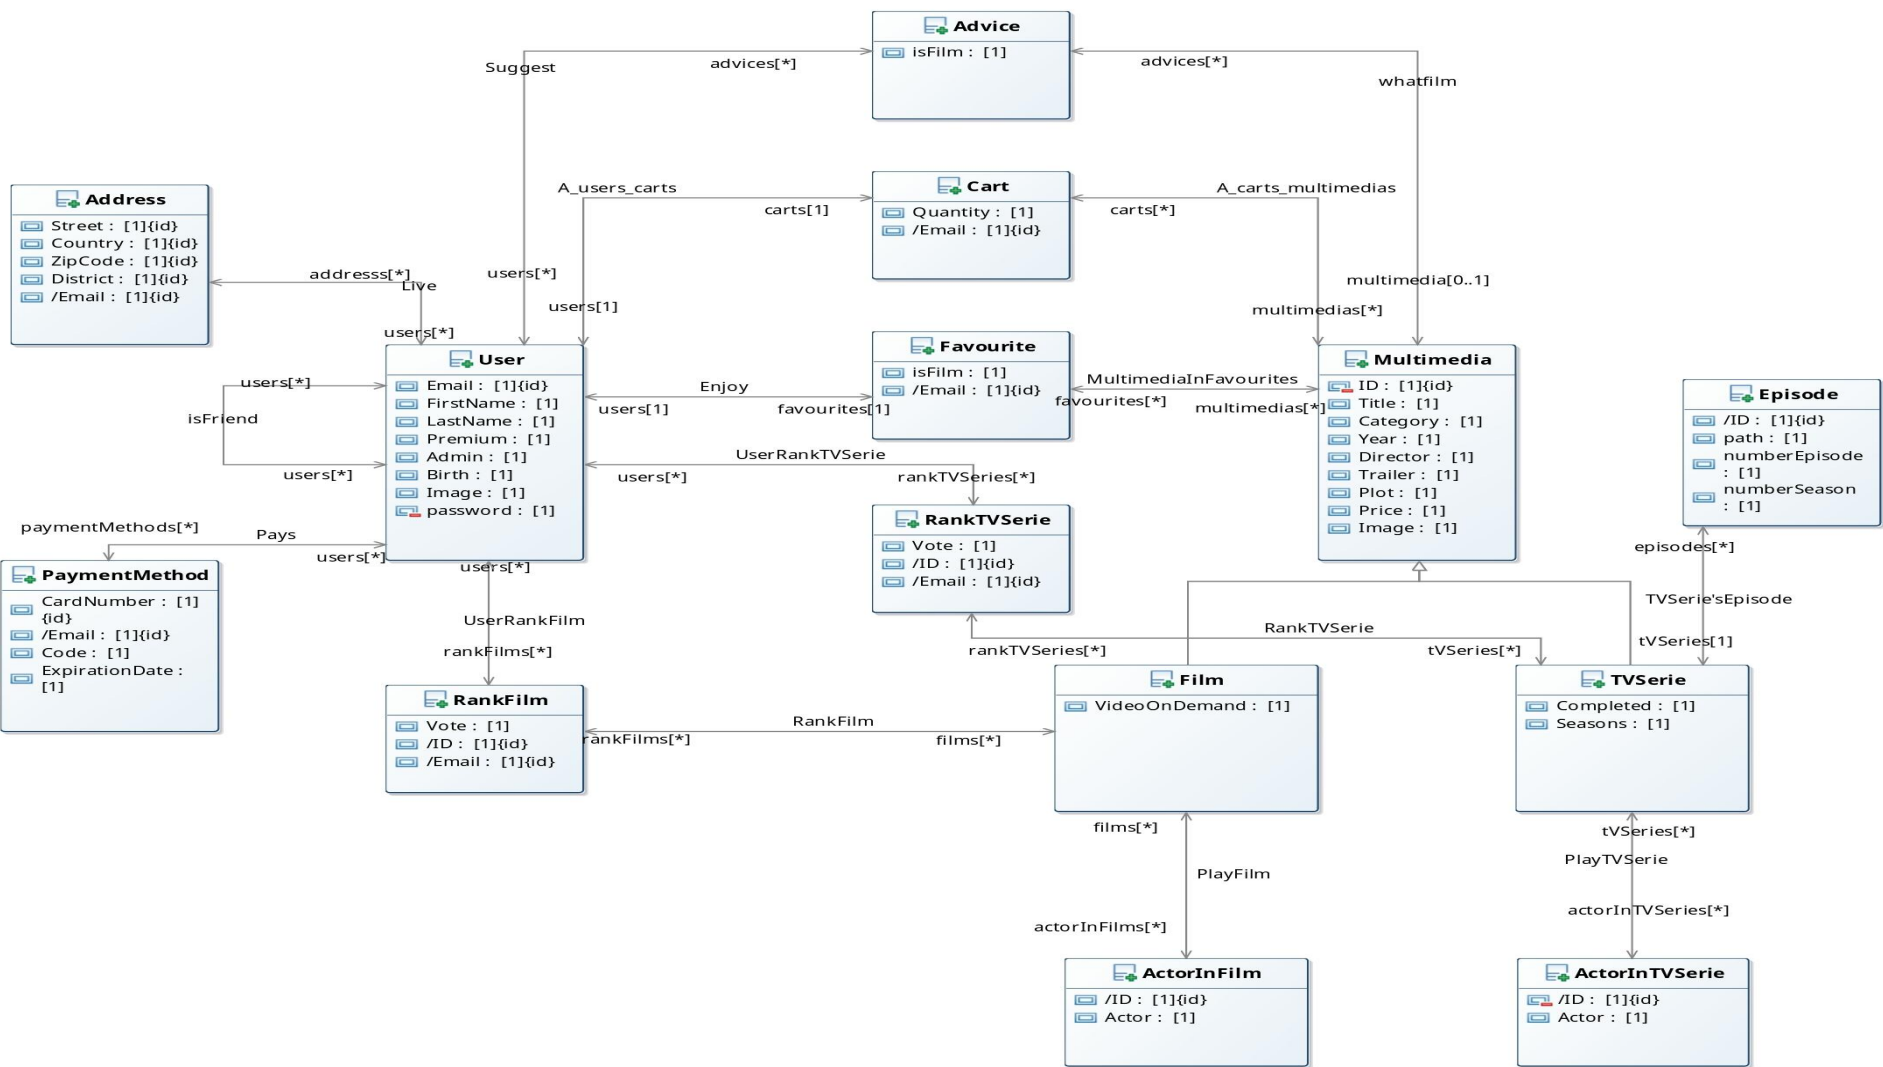 Advice
isFilm : [1]
Suggest
advices[*]
advices[*]
whatfilm
Address
Street : [1]{id}
Country : [1]{id}
ZipCode : [1]{id}
District : [1]{id}
/Email : [1]{id}
A_users_carts
carts[1]
Cart
Quantity : [1]
/Email : [1]{id}
A_carts_multimedias
carts[*]
addresss[*]
Live
users[*]
users[*]
users[1]
multimedia[0..1]
multimedias[*]
User
Email : [1]{id}
FirstName : [1]
LastName : [1]
Premium : [1]
Admin : [1]
Birth : [1]
Image : [1]
password : [1]
users[*]
isFriend
users[*]
Enjoy
users[1]
favourites[1]
Favourite
isFilm : [1]
/Email : [1]{id}
MultimediaInFavourites
favourites[*]
multimedias[*]
Multimedia
ID : [1]{id}
Title : [1]
Category : [1]
Year : [1]
Director : [1]
Trailer : [1]
Plot : [1]
Price : [1]
Image : [1]
Episode
/ID : [1]{id}
path : [1]
numberEpisode
: [1]
numberSeason
: [1]
UserRankTVSerie
users[*]
rankTVSeries[*]
RankTVSerie
Vote : [1]
/ID : [1]{id}
/Email : [1]{id}
paymentMethods[*]
Pays
users[*]
users[*]
PaymentMethod
CardNumber : [1]
{id}
/Email : [1]{id}
Code : [1]
ExpirationDate :
[1]
episodes[*]
TVSerie'sEpisode
tVSeries[1]
UserRankFilm
rankFilms[*]
RankTVSerie
rankTVSeries[*]
tVSeries[*]
RankFilm
Vote : [1]
/ID : [1]{id}
/Email : [1]{id}
RankFilm
rankFilms[*]
films[*]
Film
VideoOnDemand : [1]
TVSerie
Completed : [1]
Seasons : [1]
films[*]
PlayFilm
actorInFilms[*]
tVSeries[*]
PlayTVSerie
actorInTVSeries[*]
ActorInFilm
/ID : [1]{id}
Actor : [1]
ActorInTVSerie
/ID : [1]{id}
Actor : [1]